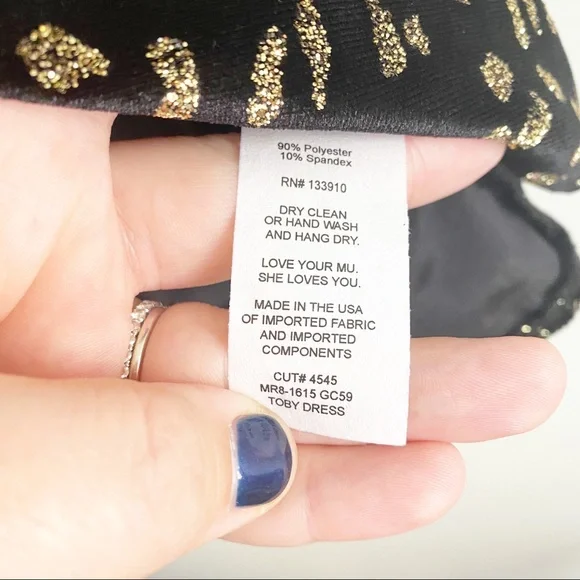 90% Polyester
10% Spandex
RN# 133910
DRY CLEAN
OR HAND WASH
AND HANG DRY.
LOVE YOUR MU.
SHE LOVES YOU.
MADE IN THE USA
OF IMPORTED FABRIC
AND IMPORTED
COMPONENTS
CUT# 4545
MR8-1615 GC59
TOBY DRESS